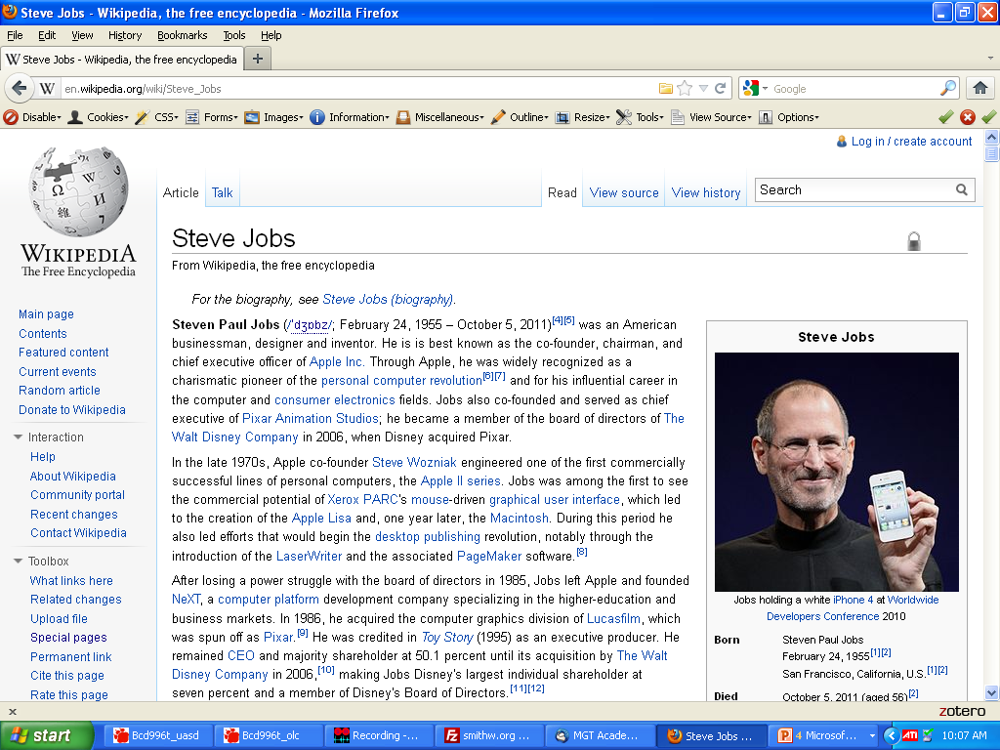 Steve Jobs - Wikipedia, the free encyclopedia - Mozilla Firefox
File Edit View History Bookmarks Tools Help
W Steve Jobs - Wikipedia, the free encyclopedia +
W en.wikipedia.org/wiki/Steve_Jobs Google
Disable Cookies CSS Forms Images Information Miscellaneous Outline Resize Tools View Source Options
Log in / create account
Article Talk Read View source View history Search
WIKIPEDIA
The Free Encyclopedia
Main page
Contents
Featured content
Current events
Random article
Donate to Wikipedia
Interaction
Help
About Wikipedia
Community portal
Recent changes
Contact Wikipedia
Toolbox
What links here
Related changes
Upload file
Special pages
Permanent link
Cite this page
Rate this page
Steve Jobs
From Wikipedia, the free encyclopedia
For the biography, see Steve Jobs (biography).
Steven Paul Jobs (/ˈdʒɒbz/; February 24, 1955 – October 5, 2011)[4][5] was an American
businessman, designer and inventor. He is is best known as the co-founder, chairman, and
chief executive officer of Apple Inc. Through Apple, he was widely recognized as a
charismatic pioneer of the personal computer revolution[6][7] and for his influential career in
the computer and consumer electronics fields. Jobs also co-founded and served as chief
executive of Pixar Animation Studios; he became a member of the board of directors of The
Walt Disney Company in 2006, when Disney acquired Pixar.
In the late 1970s, Apple co-founder Steve Wozniak engineered one of the first commercially
successful lines of personal computers, the Apple II series. Jobs was among the first to see
the commercial potential of Xerox PARC's mouse-driven graphical user interface, which led
to the creation of the Apple Lisa and, one year later, the Macintosh. During this period he
also led efforts that would begin the desktop publishing revolution, notably through the
introduction of the LaserWriter and the associated PageMaker software.[8]
After losing a power struggle with the board of directors in 1985, Jobs left Apple and founded
NeXT, a computer platform development company specializing in the higher-education and
business markets. In 1986, he acquired the computer graphics division of Lucasfilm, which
was spun off as Pixar.[9] He was credited in Toy Story (1995) as an executive producer. He
remained CEO and majority shareholder at 50.1 percent until its acquisition by The Walt
Disney Company in 2006,[10] making Jobs Disney's largest individual shareholder at
seven percent and a member of Disney's Board of Directors.[11][12]
Steve Jobs
Jobs holding a white iPhone 4 at Worldwide
Developers Conference 2010
Born Steven Paul Jobs
February 24, 1955[1][2]
San Francisco, California, U.S.[1][2]
Died October 5, 2011 (aged 56)[2]
x zotero
start Bcd996t_uasd Bcd996t_olc Recording -... smithw.org ... MGT Acade... Steve Jobs ... 4 Microsof... ATI 10:07 AM